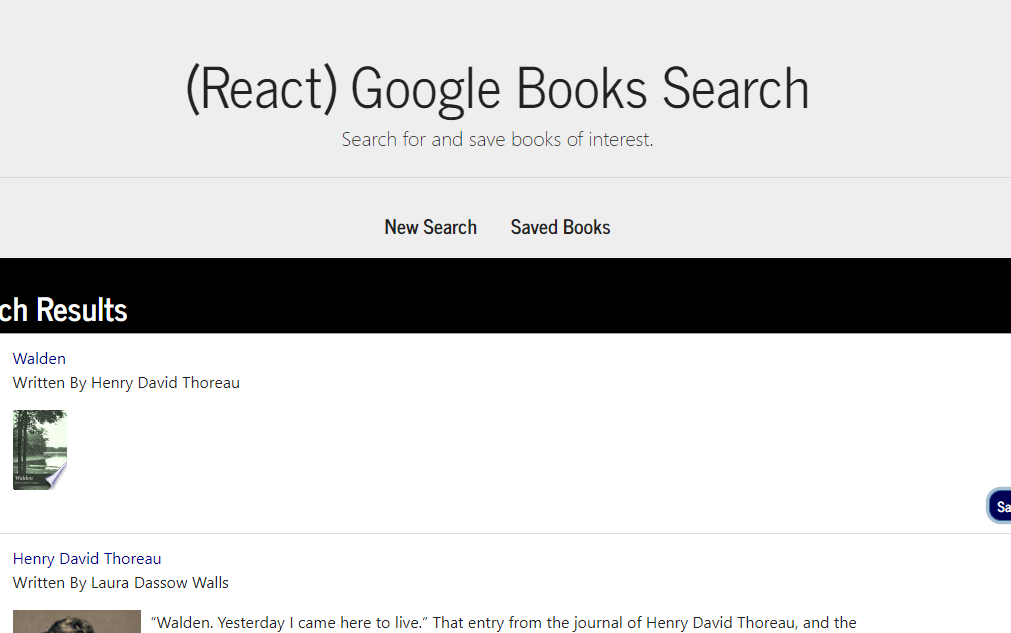 (React) Google Books Search
Search for and save books of interest.
New Search Saved Books
ch Results
Walden
Written By Henry David Thoreau
Walden
Sa
Henry David Thoreau
Written By Laura Dassow Walls
“Walden. Yesterday I came here to live.” That entry from the journal of Henry David Thoreau, and the